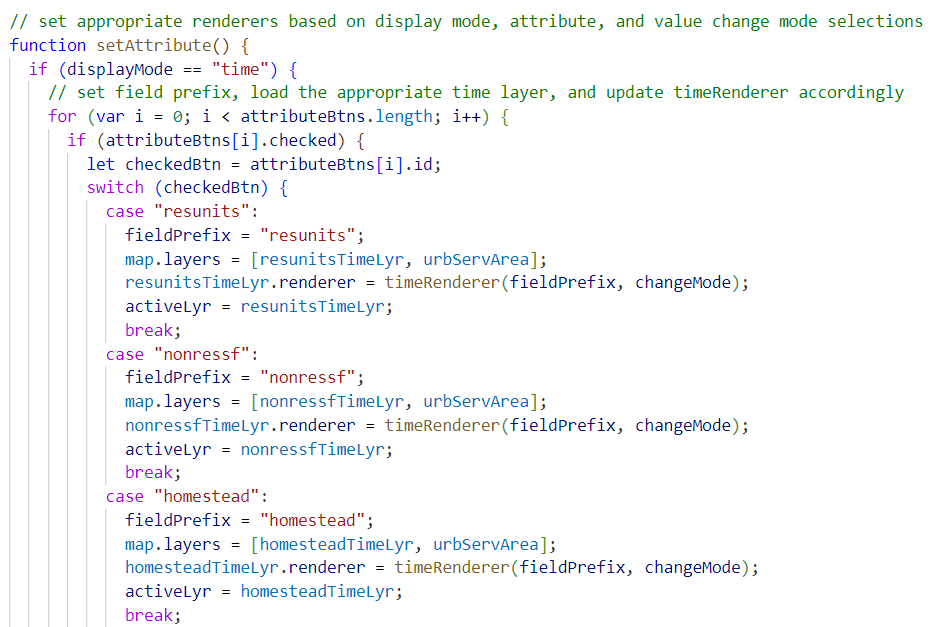 // set appropriate renderers based on display mode, attribute, and value change mode selections
function setAttribute() {
  if (displayMode == "time") {
    // set field prefix, load the appropriate time layer, and update timeRenderer accordingly
    for (var i = 0; i < attributeBtns.length; i++) {
      if (attributeBtns[i].checked) {
        let checkedBtn = attributeBtns[i].id;
        switch (checkedBtn) {
          case "resunits":
            fieldPrefix = "resunits";
            map.layers = [resunitsTimeLyr, urbServArea];
            resunitsTimeLyr.renderer = timeRenderer(fieldPrefix, changeMode);
            activeLyr = resunitsTimeLyr;
            break;
          case "nonressf":
            fieldPrefix = "nonressf";
            map.layers = [nonressfTimeLyr, urbServArea];
            nonressfTimeLyr.renderer = timeRenderer(fieldPrefix, changeMode);
            activeLyr = nonressfTimeLyr;
            break;
          case "homestead":
            fieldPrefix = "homestead";
            map.layers = [homesteadTimeLyr, urbServArea];
            homesteadTimeLyr.renderer = timeRenderer(fieldPrefix, changeMode);
            activeLyr = homesteadTimeLyr;
            break;